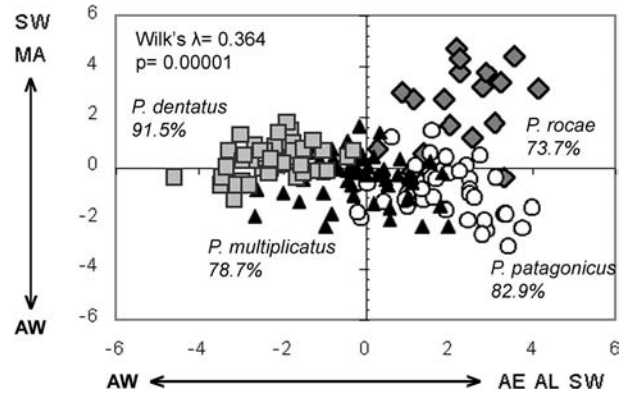 SW
MA
AW
6
4
2
0
-2
-4
-6
Wilk's λ= 0.364
p= 0.00001
P. dentatus
91.5%
P. rocae
73.7%
P. multiplicatus
78.7%
P. patagonicus
82.9%
-6 -4 -2 0 2 4 6
AW AE AL SW